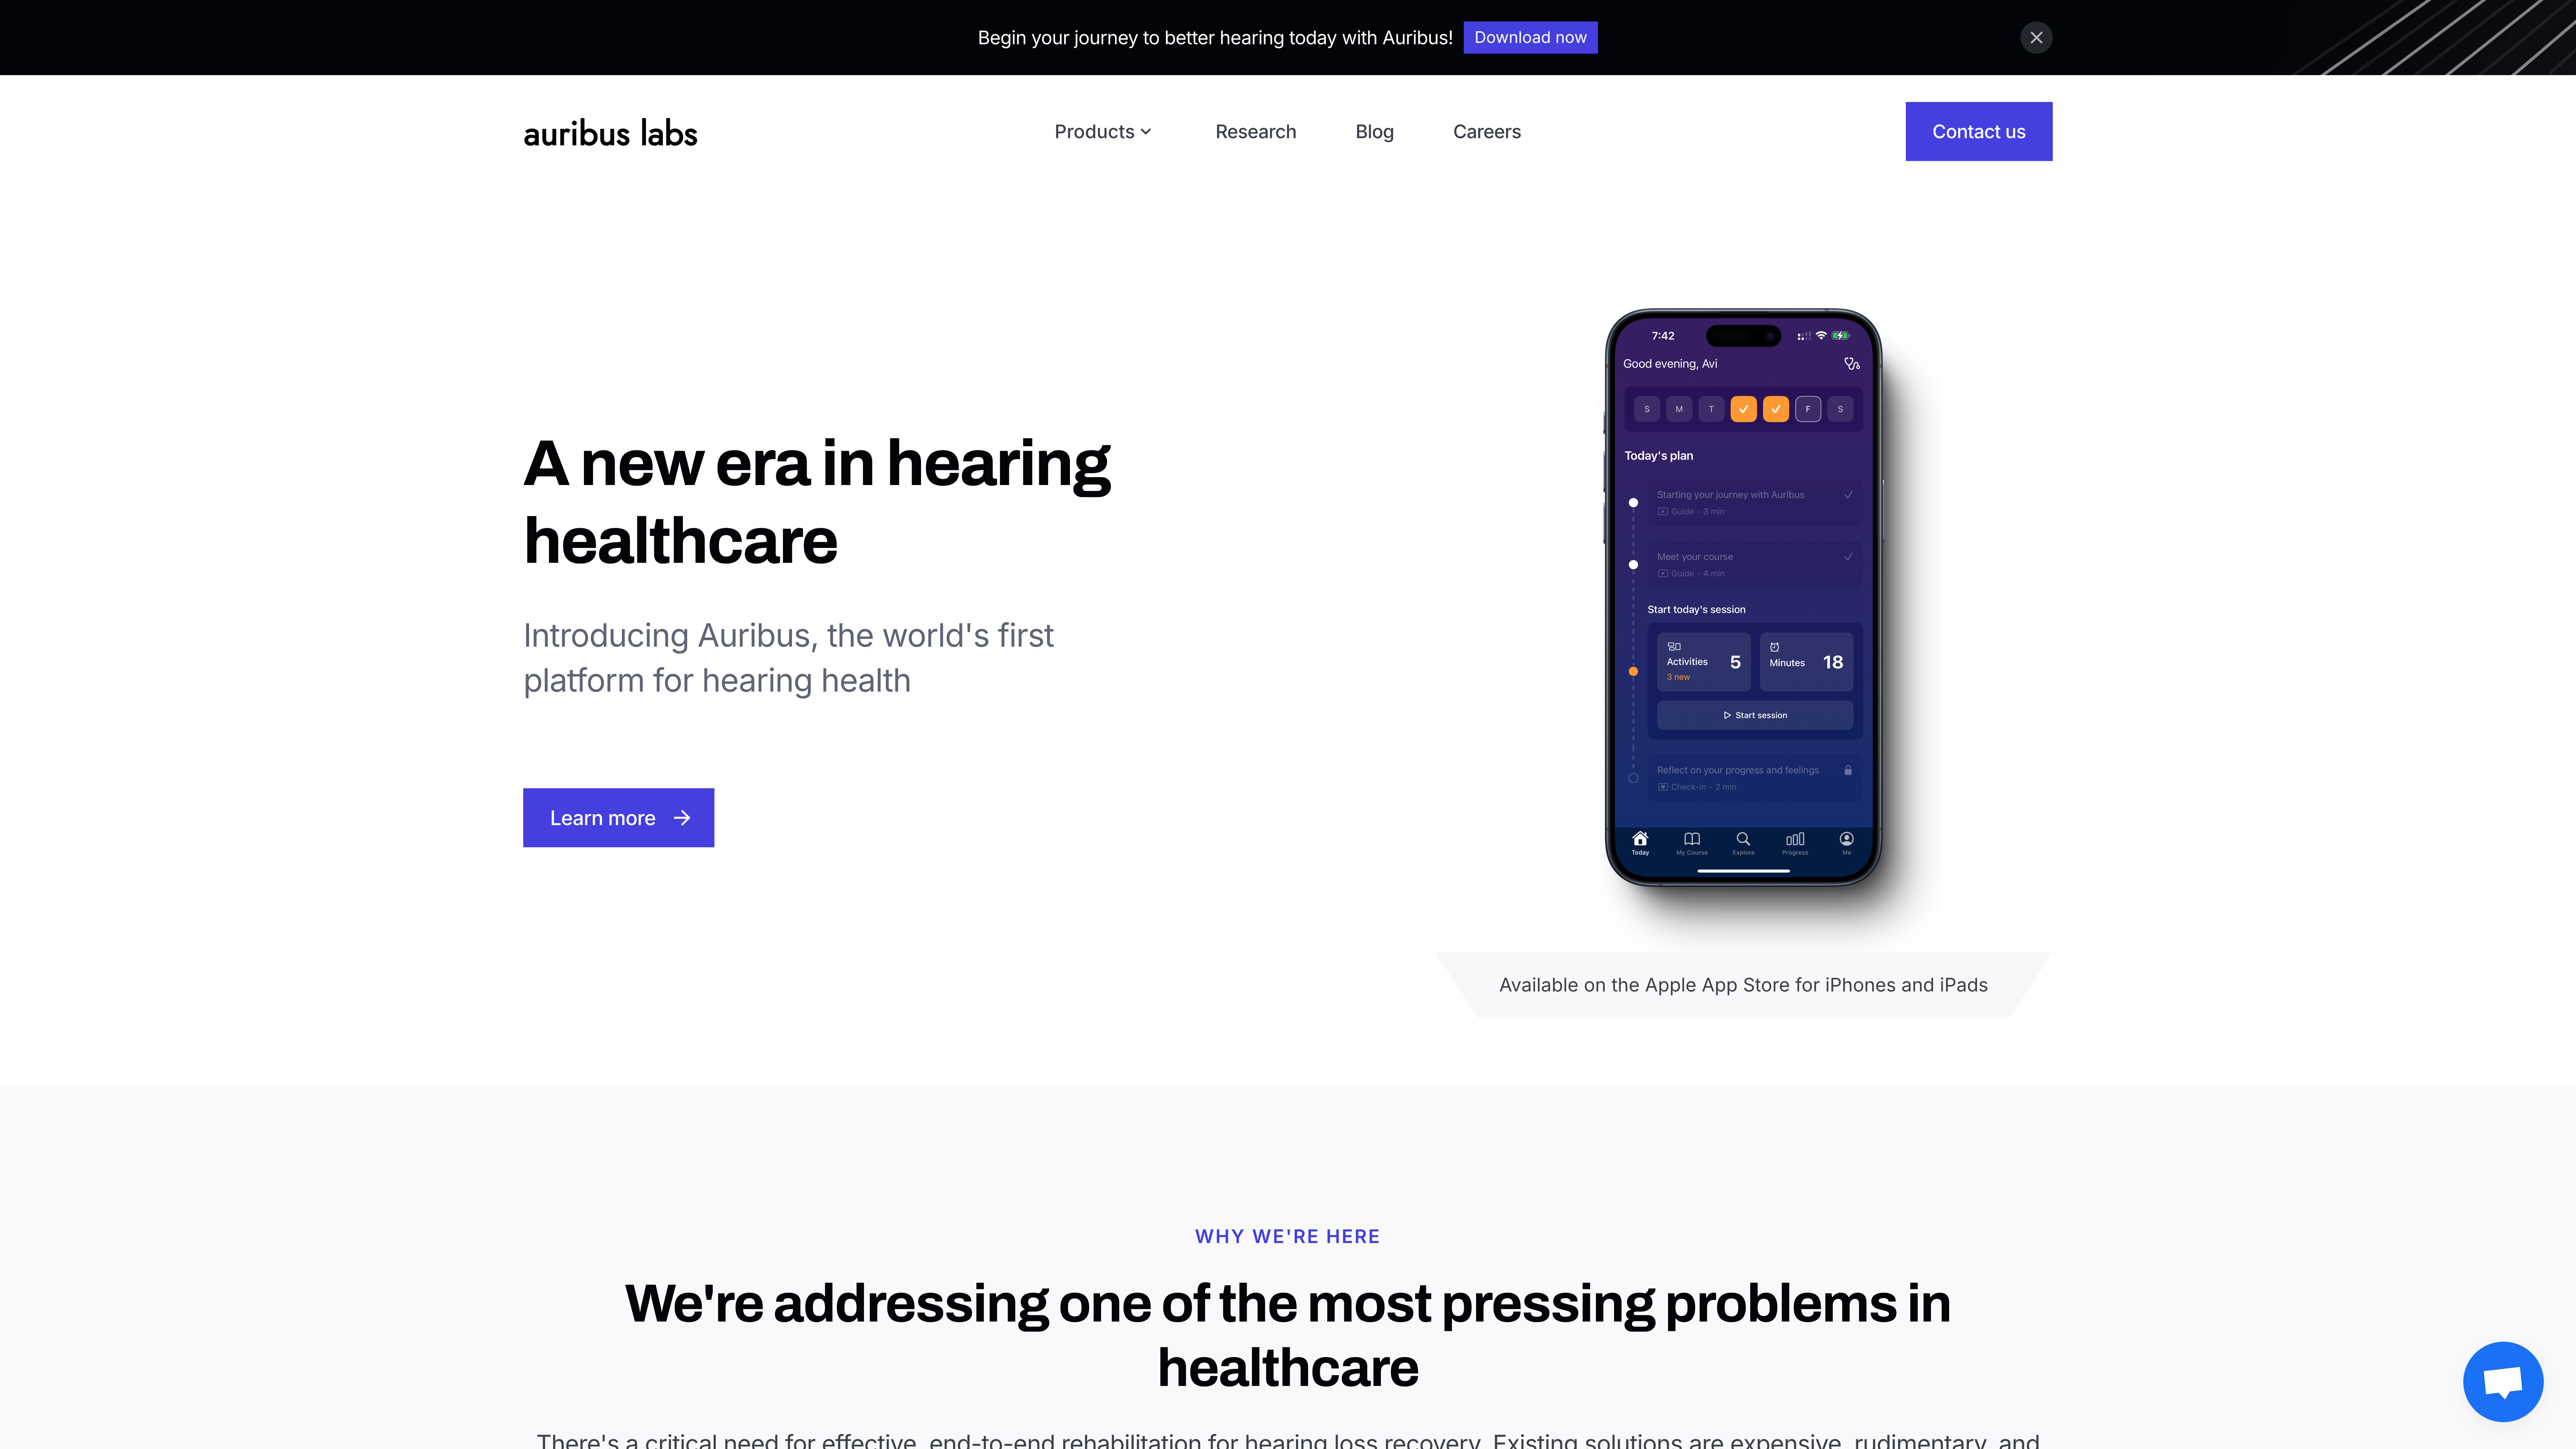 Begin your journey to better hearing today with Auribus! Download now
auribus labs
Products Research Blog Careers
Contact us
A new era in hearing
healthcare
Introducing Auribus, the world's first
platform for hearing health
Learn more
7:42
Good evening, Avi
S M T F S
Today's plan
Starting your journey with Auribus
Guide • 3 min
Meet your course
Guide • 4 min
Start today's session
Activities 5
3 new
Minutes 18
Start session
Reflect on your progress and feelings
Check-in • 2 min
Today My Course Explore Progress Me
Available on the Apple App Store for iPhones and iPads
WHY WE'RE HERE
We're addressing one of the most pressing problems in
healthcare
There's a critical need for effective, end-to-end rehabilitation for hearing loss recovery. Existing solutions are expensive, rudimentary, and